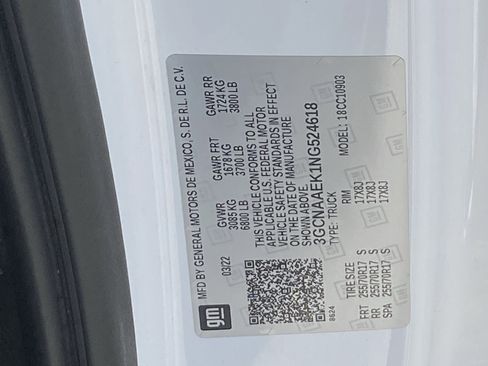 gm
MFD BY GENERAL MOTORS DE MEXICO, S. DE R.L. DE C.V.
03/22
GVWR GAWR FRT GAWR RR
3085 KG 1678 KG 1724 KG
6800 LB 3700 LB 3800 LB
THIS VEHICLE CONFORMS TO ALL
APPLICABLE U.S. FEDERAL MOTOR
VEHICLE SAFETY STANDARDS IN EFFECT
ON THE DATE OF MANUFACTURE
SHOWN ABOVE.
3GCNAAEK1NG524618
TYPE: TRUCK MODEL: 18CC10903
8624
TIRE SIZE RIM
FRT 255/70R17 S 17X8J
RR 255/70R17 S 17X8J
SPA 255/70R17 S 17X8J